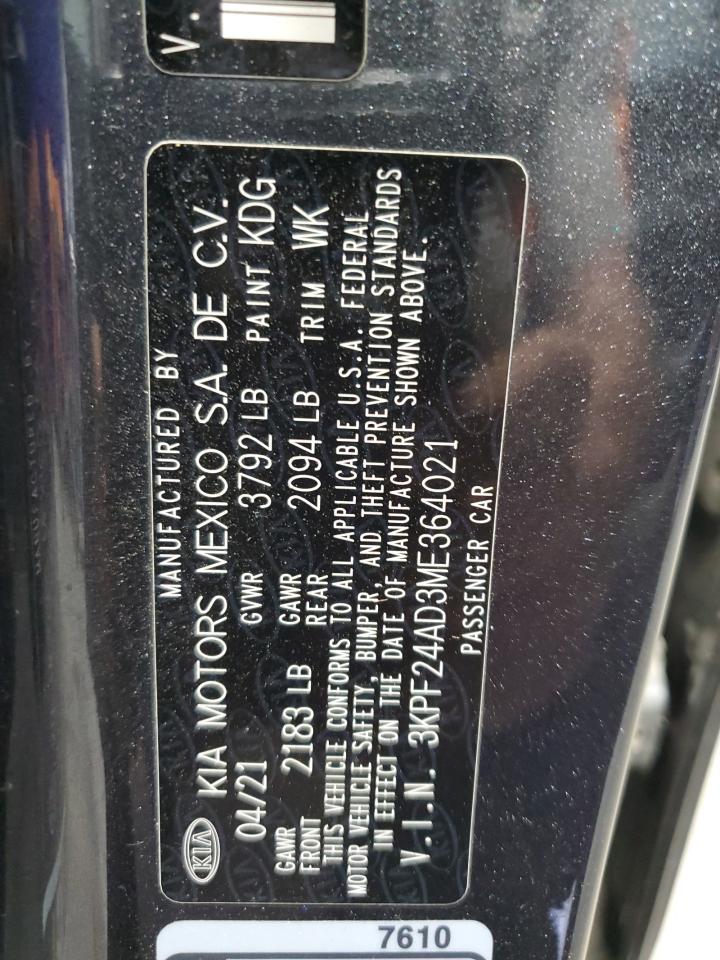 V.
MANUFACTURED BY
KIA KIA MOTORS MEXICO S.A. DE C.V.
04/21 GVWR 3792 LB PAINT KDG
GAWR FRONT 2183 LB GAWR REAR 2094 LB TRIM WK
THIS VEHICLE CONFORMS TO ALL APPLICABLE U.S.A. FEDERAL
MOTOR VEHICLE SAFETY, BUMPER, AND THEFT PREVENTION STANDARDS
IN EFFECT ON THE DATE OF MANUFACTURE SHOWN ABOVE.
V.I.N. 3KPF24AD3ME364021
PASSENGER CAR
7610